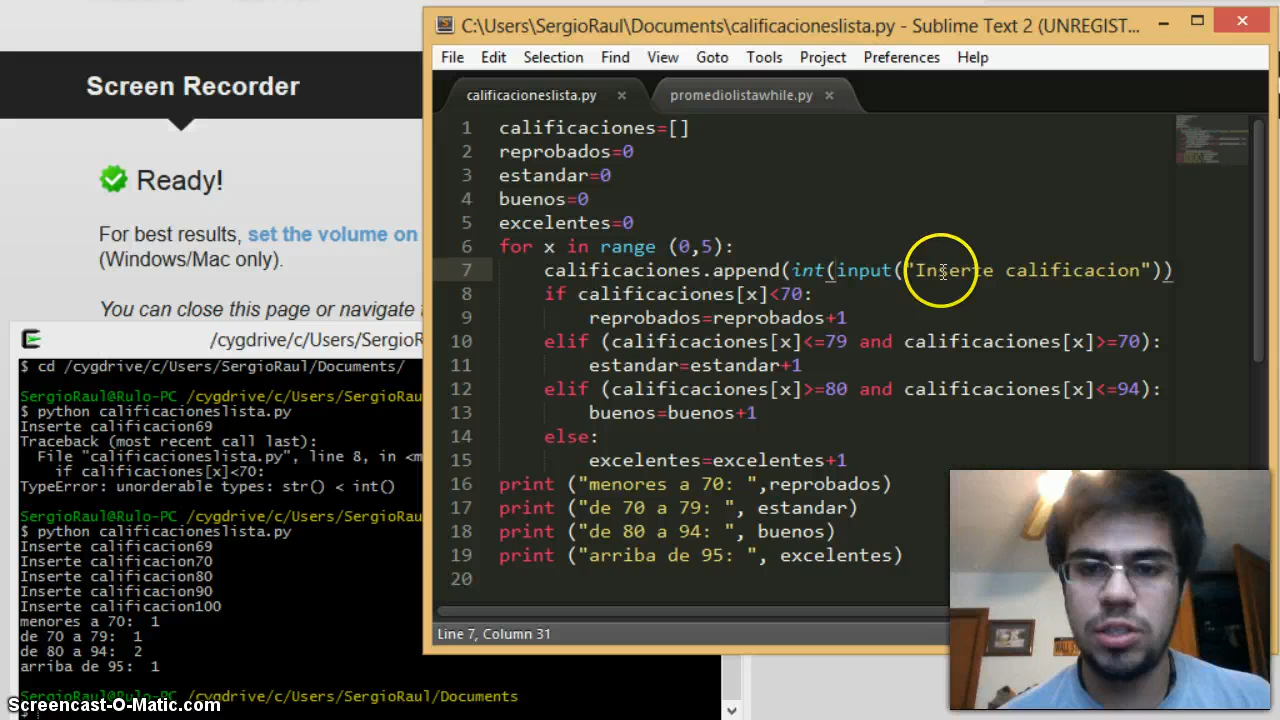 Screen Recorder
Ready!
For best results, set the volume on
(Windows/Mac only).
You can close this page or navigate
/cygdrive/c/Users/SergioR
$ cd /cygdrive/c/Users/SergioRaul/Documents/
SergioRaul@Rulo-PC /cygdrive/c/Users/SergioRau
$ python calificacioneslista.py
Inserte calificacion69
Traceback (most recent call last):
File "calificacioneslista.py", line 8, in <m
if calificaciones[x]<70:
TypeError: unorderable types: str() < int()
SergioRaul@Rulo-PC /cygdrive/c/Users/SergioRau
$ python calificacioneslista.py
Inserte calificacion69
Inserte calificacion70
Inserte calificacion80
Inserte calificacion90
Inserte calificacion100
menores a 70:  1
de 70 a 79:  1
de 80 a 94:  2
arriba de 95:  1
SergioRaul@Rulo-PC /cygdrive/c/Users/SergioRaul/Documents
$
Screencast-O-Matic.com
C:\Users\SergioRaul\Documents\calificacioneslista.py - Sublime Text 2 (UNREGIST...
File Edit Selection Find View Goto Tools Project Preferences Help
calificacioneslista.py × promediolistawhile.py ×
1 calificaciones=[]
2 reprobados=0
3 estandar=0
4 buenos=0
5 excelentes=0
6 for x in range (0,5):
7 calificaciones.append(int(input("Inserte calificacion"))
8 if calificaciones[x]<70:
9 reprobados=reprobados+1
10 elif (calificaciones[x]<=79 and calificaciones[x]>=70):
11 estandar=estandar+1
12 elif (calificaciones[x]>=80 and calificaciones[x]<=94):
13 buenos=buenos+1
14 else:
15 excelentes=excelentes+1
16 print ("menores a 70: ",reprobados)
17 print ("de 70 a 79: ", estandar)
18 print ("de 80 a 94: ", buenos)
19 print ("arriba de 95: ", excelentes)
20
Line 7, Column 31